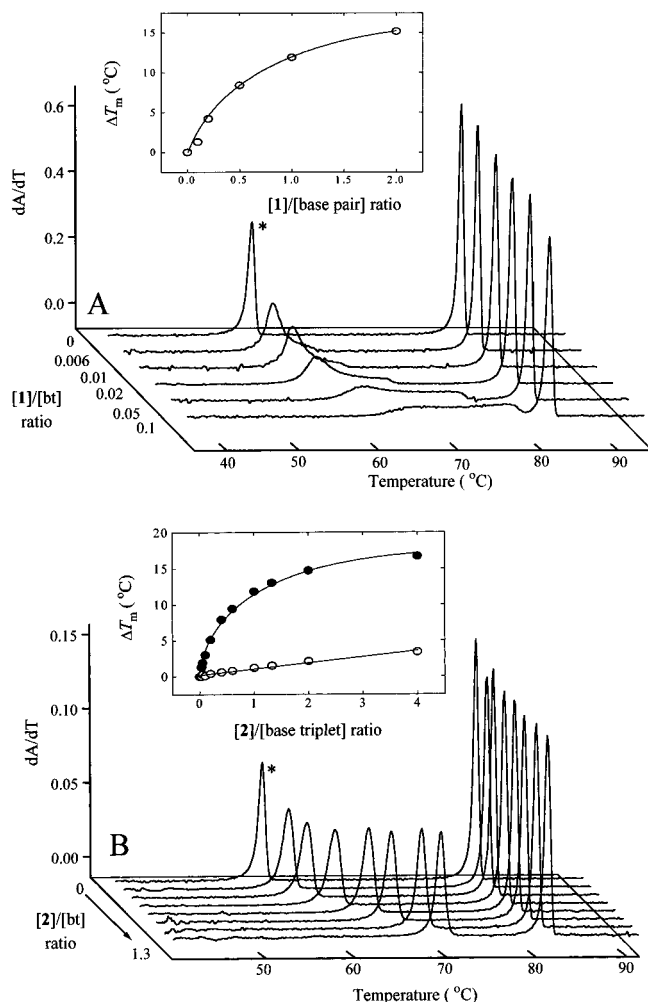 15
10
5
0
ΔTm (°C)
0.0 0.5 1.0 1.5 2.0
[1]/[base pair] ratio
0.6
0.4
0.2
0.0
dA/dT
*
A
0
0.006
0.01
0.02
0.05
0.1
[1]/[bt]
ratio
40 50 60 70 80 90
Temperature (°C)
20
15
10
5
0
ΔTm (°C)
0 1 2 3 4
[2]/[base triplet] ratio
0.15
0.10
0.05
0.00
dA/dT
*
B
0
[2]/[bt]
ratio
1.3
50 60 70 80 90
Temperature (°C)